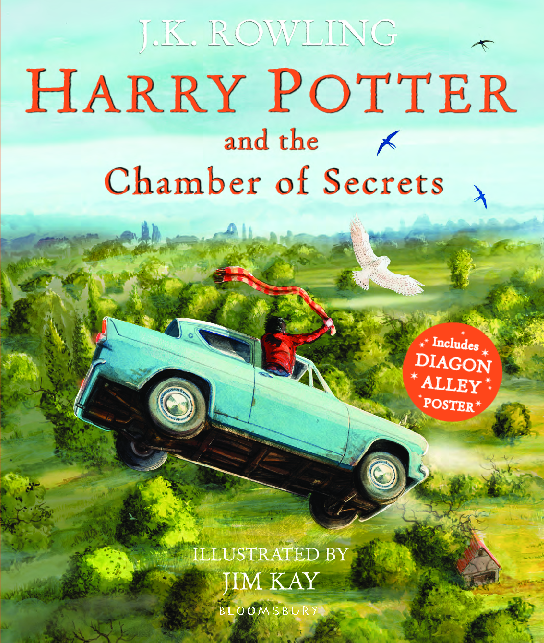 J.K. ROWLING
HARRY POTTER
and the
Chamber of Secrets
Includes
DIAGON
ALLEY
POSTER
ILLUSTRATED BY
JIM KAY
BLOOMSBURY